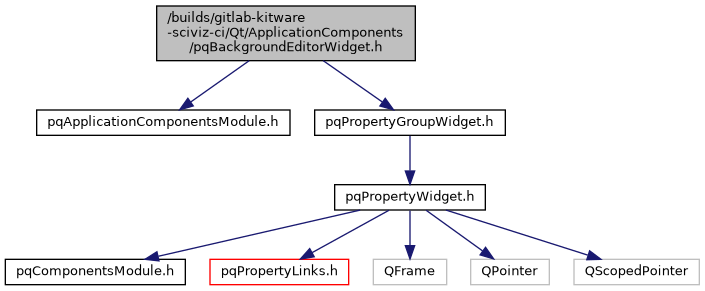 /builds/gitlab-kitware
-sciviz-ci/Qt/ApplicationComponents
/pqBackgroundEditorWidget.h
pqApplicationComponentsModule.h
pqPropertyGroupWidget.h
pqPropertyWidget.h
pqComponentsModule.h
pqPropertyLinks.h
QFrame
QPointer
QScopedPointer